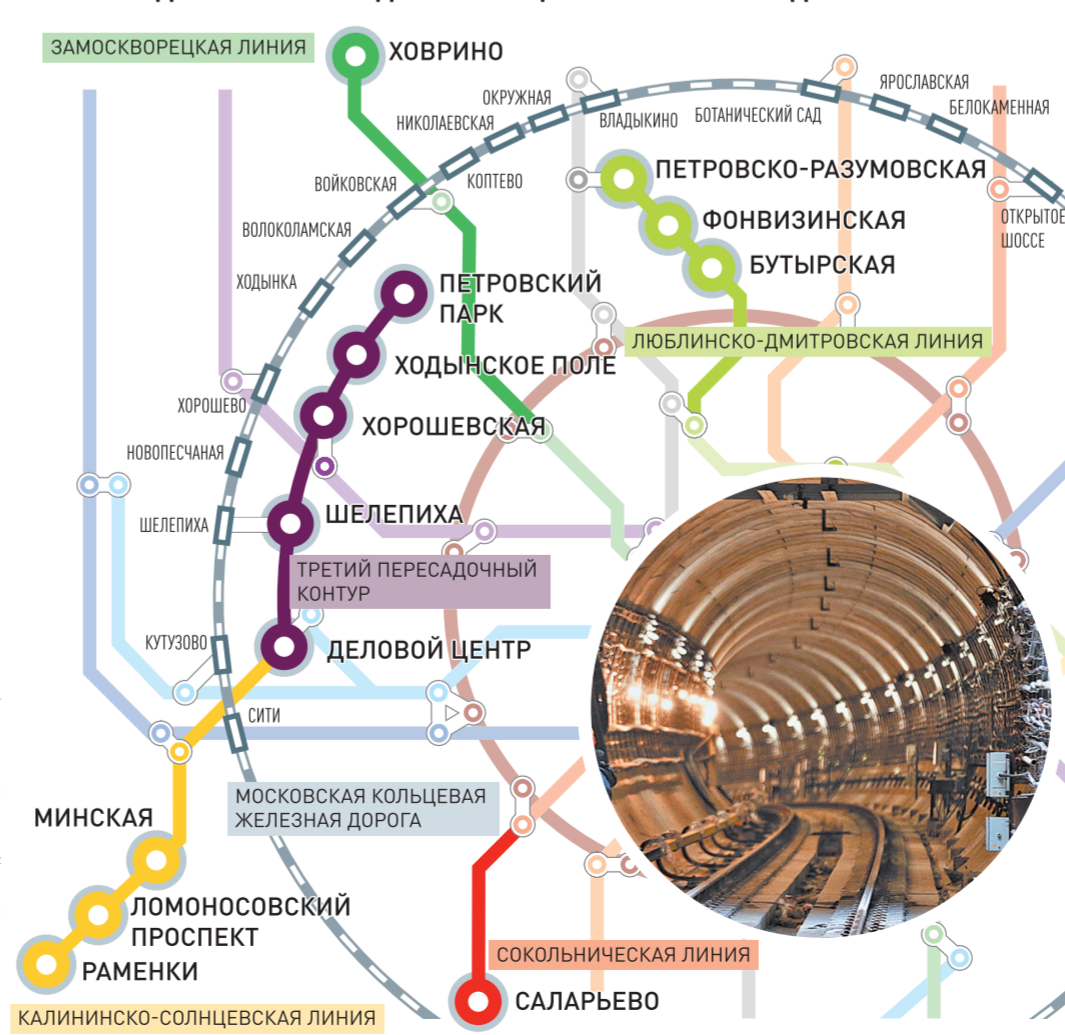 ЗАМОСКВОРЕЦКАЯ ЛИНИЯ
ХОВРИНО
ЯРОСЛАВСКАЯ
ОКРУЖНАЯ
БЕЛОКАМЕННАЯ
НИКОЛАЕВСКАЯ
ВЛАДЫКИНО
БОТАНИЧЕСКИЙ САД
ВОЙКОВСКАЯ
КОПТЕВО
ПЕТРОВСКО-РАЗУМОВСКАЯ
ФОНВИЗИНСКАЯ
ОТКРЫТОЕ
ШОССЕ
ВОЛОКОЛАМСКАЯ
БУТЫРСКАЯ
ХОДЫНКА
ПЕТРОВСКИЙ
ПАРК
ЛЮБЛИНСКО-ДМИТРОВСКАЯ ЛИНИЯ
ХОДЫНСКОЕ ПОЛЕ
ХОРОШЕВО
ХОРОШЕВСКАЯ
НОВОПЕСЧАНАЯ
ШЕЛЕПИХА
ШЕЛЕПИХА
ТРЕТИЙ ПЕРЕСАДОЧНЫЙ
КОНТУР
КУТУЗОВО
ДЕЛОВОЙ ЦЕНТР
СИТИ
МОСКОВСКАЯ КОЛЬЦЕВАЯ
ЖЕЛЕЗНАЯ ДОРОГА
МИНСКАЯ
ЛОМОНОСОВСКИЙ
ПРОСПЕКТ
РАМЕНКИ
СОКОЛЬНИЧЕСКАЯ ЛИНИЯ
САЛАРЬЕВО
КАЛИНИНСКО-СОЛНЦЕВСКАЯ ЛИНИЯ